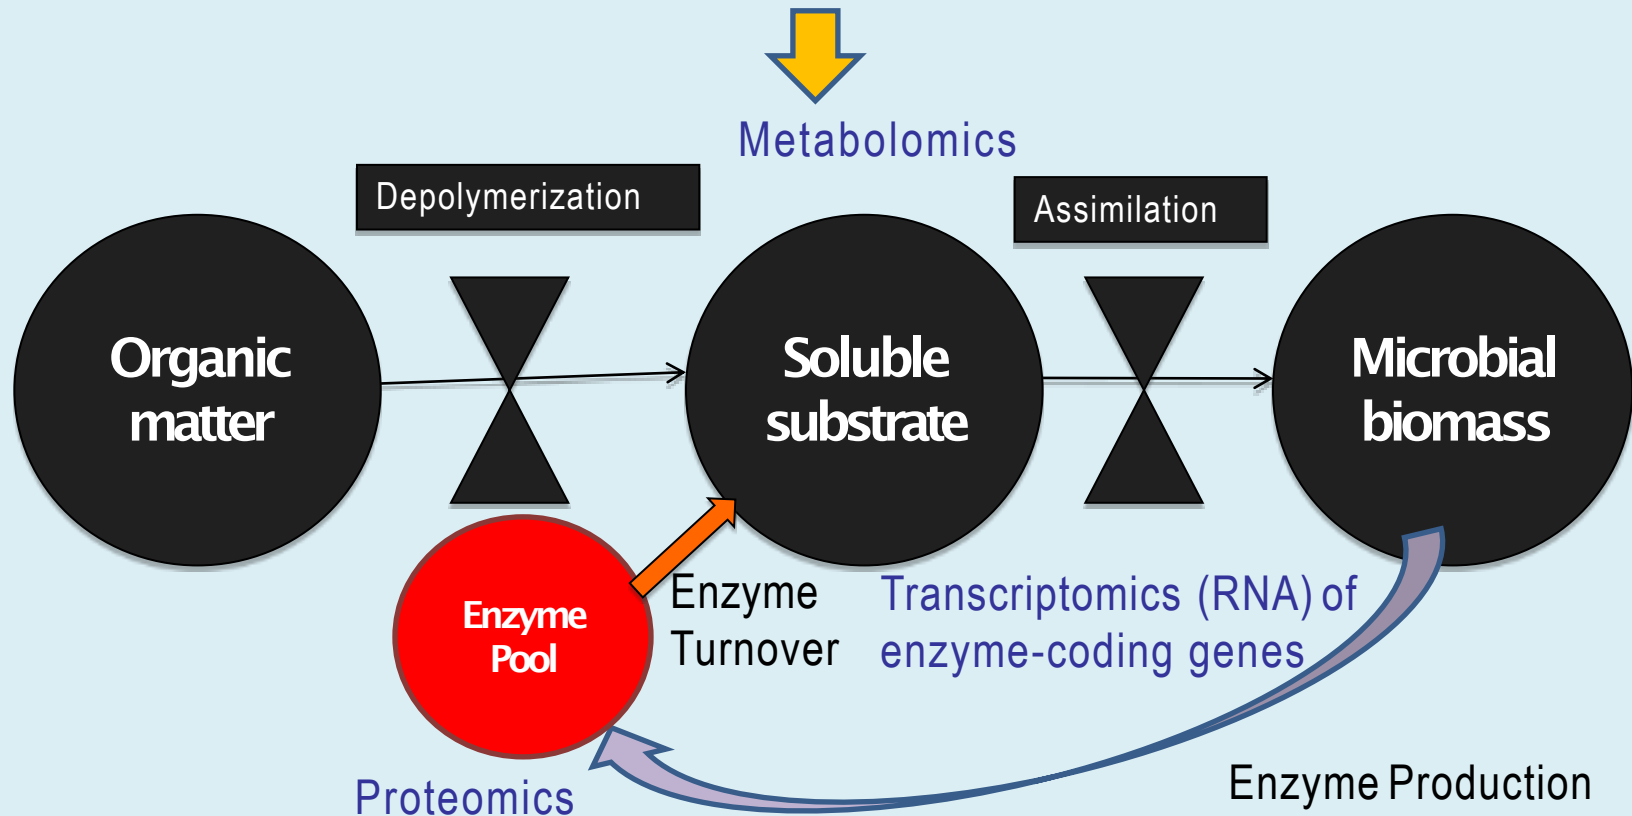 Metabolomics
Depolymerization
Assimilation
Organic
matter
Soluble
substrate
Microbial
biomass
Enzyme
Pool
Enzyme
Turnover
Transcriptomics (RNA) of
enzyme-coding genes
Proteomics
Enzyme Production